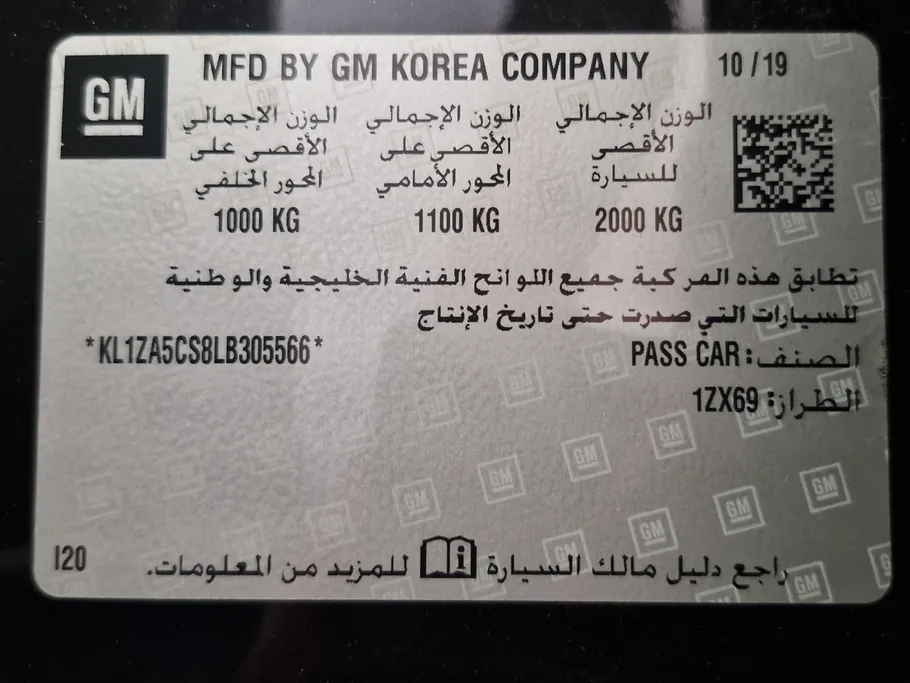 GM
MFD BY GM KOREA COMPANY 10/19
الوزن الإجمالي
الأقصى
للسيارة
2000 KG
الوزن الإجمالي
الأقصى على
المحور الأمامي
1100 KG
الوزن الإجمالي
الأقصى على
المحور الخلفي
1000 KG
تطابق هذه المركبة جميع اللوائح الفنية الخليجية والوطنية
للسيارات التي صدرت حتى تاريخ الإنتاج
*KL1ZA5CS8LB305566*
الصنف: PASS CAR
الطراز: 1ZX69
راجع دليل مالك السيارة للمزيد من المعلومات.
I20